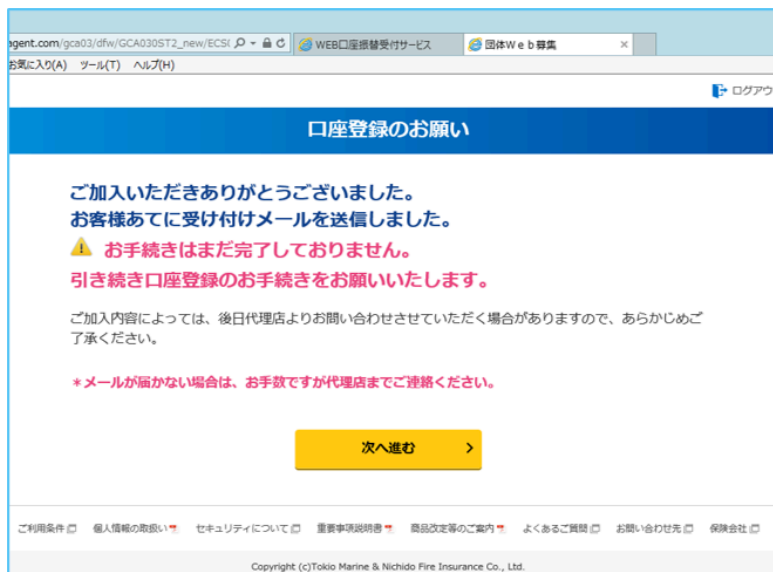 agent.com/gca03/dfw/GCA030ST2_new/ECS(
WEB口座振替受付サービス
団体Web募集
お気に入り(A) ツール(T) ヘルプ(H)
ログアウ
口座登録のお願い
ご加入いただきありがとうございました。
お客様あてに受け付けメールを送信しました。
お手続きはまだ完了しておりません。
引き続き口座登録のお手続きをお願いいたします。
ご加入内容によっては、後日代理店よりお問い合わせさせていただく場合がありますので、あらかじめご
了承ください。
*メールが届かない場合は、お手数ですが代理店までご連絡ください。
次へ進む
ご利用条件 個人情報の取扱い セキュリティについて 重要事項説明書 商品改定等のご案内 よくあるご質問 お問い合わせ先 保険会社
Copyright (c)Tokio Marine & Nichido Fire Insurance Co., Ltd.